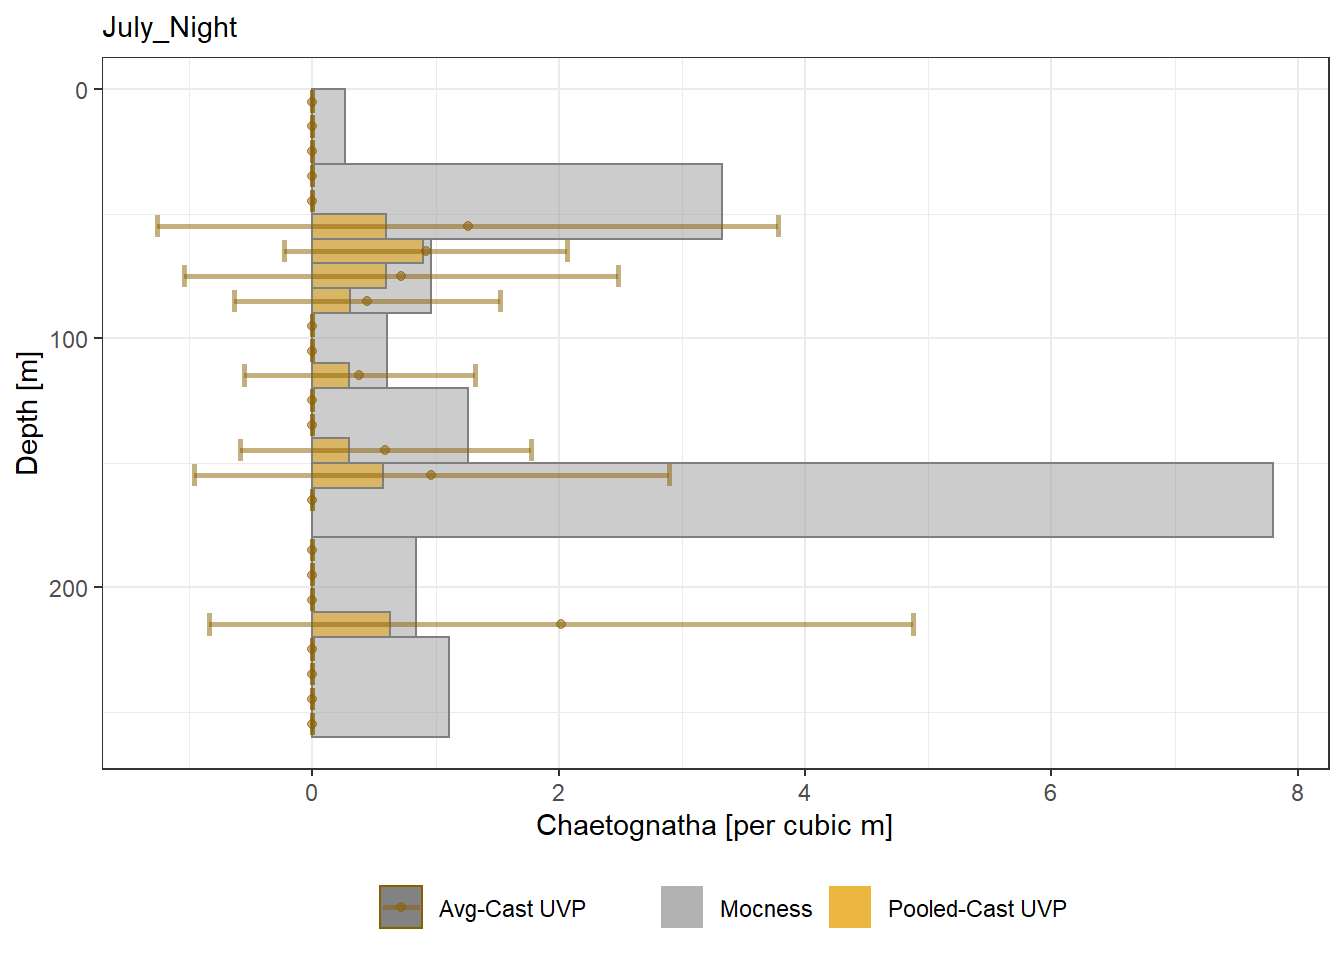 July_Night
0
100
200
Depth [m]
0 2 4 6 8
Chaetognatha [per cubic m]
Avg-Cast UVP Mocness Pooled-Cast UVP